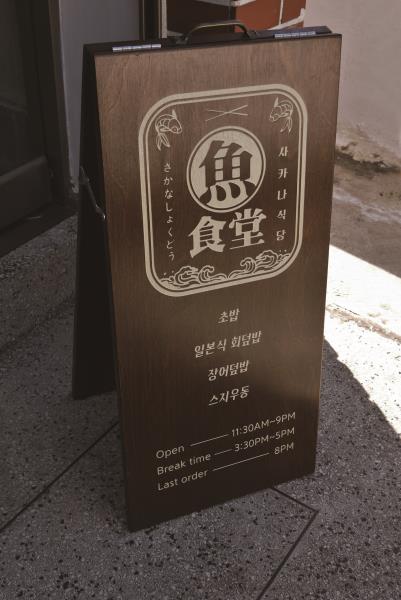 魚
食堂
さかなしょくどう
사카나식당
초밥
일본식 회덮밥
장어덮밥
스지우동
Open 11:30AM~9PM
Break time 3:30PM~5PM
Last order 8PM